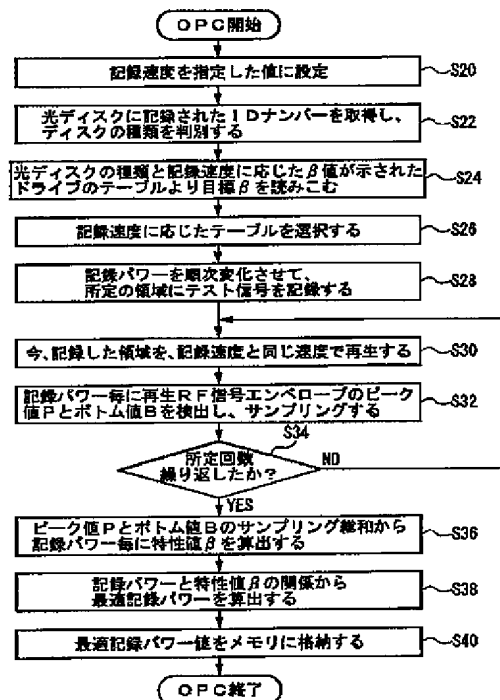 OPC開始
記録速度を指定した値に設定
S20
光ディスクに記録されたIDナンバーを取得し、
ディスクの種類を判別する
S22
光ディスクの種類と記録速度に応じたβ値が示された
ドライブのテーブルより目標βを読みこむ
S24
記録速度に応じたテーブルを選択する
S26
記録パワーを順次変化させて、
所定の領域にテスト信号を記録する
S28
今、記録した領域を、記録速度と同じ速度で再生する
S30
記録パワー毎に再生RF信号エンベロープのピーク
値Pとボトム値Bを検出し、サンプリングする
S32
S34
所定回数
繰り返したか?
NO
YES
ピーク値Pとボトム値Bのサンプリング総和から
記録パワー毎に特性値βを算出する
S36
記録パワーと特性値βの関係から
最適記録パワーを算出する
S38
最適記録パワー値をメモリに格納する
S40
OPC終了